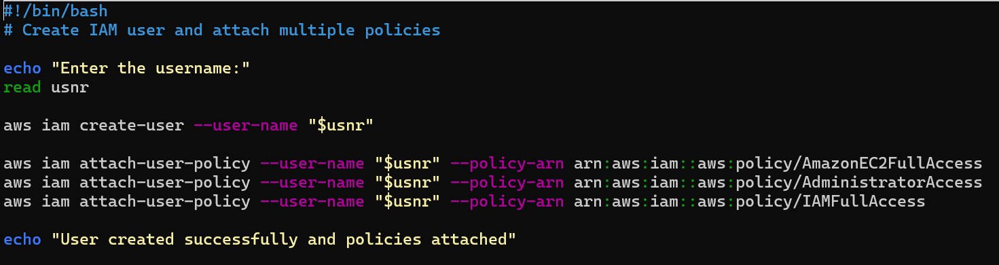 #!/bin/bash
# Create IAM user and attach multiple policies
echo "Enter the username:"
read usnr
aws iam create-user --user-name "$usnr"
aws iam attach-user-policy --user-name "$usnr" --policy-arn arn:aws:iam::aws:policy/AmazonEC2FullAccess
aws iam attach-user-policy --user-name "$usnr" --policy-arn arn:aws:iam::aws:policy/AdministratorAccess
aws iam attach-user-policy --user-name "$usnr" --policy-arn arn:aws:iam::aws:policy/IAMFullAccess
echo "User created successfully and policies attached"